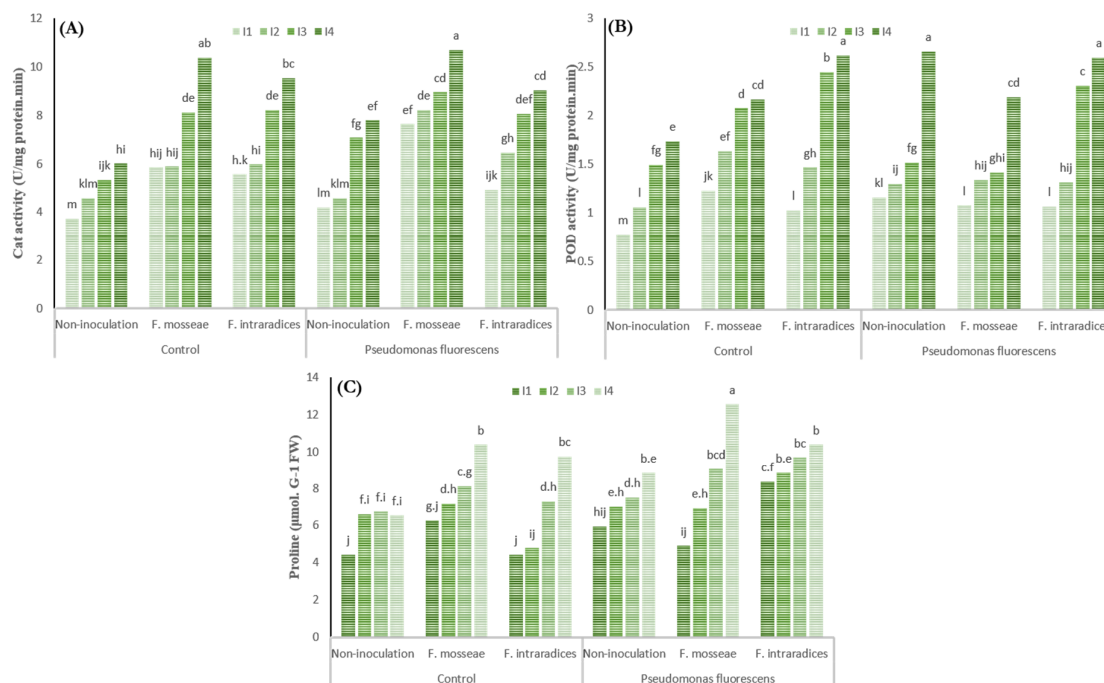 (A)
I1 I2 I3 I4
Cat activity (U/mg protein.min)
12
10
8
6
4
2
0
m klm ijk hi
hij hij de ab
h.k hi de bc
lm klm fg ef
ef de cd a
ijk gh def cd
Non-inoculation F. mosseae F. intraradices Non-inoculation F. mosseae F. intraradices
Control Pseudomonas fluorescens
(B)
I1 I2 I3 I4
POD activity (U/mg protein.min)
3
2.5
2
1.5
1
0.5
0
m l fg e
jk ef d cd
l gh b a
kl ij fg a
l hij ghi cd
l hij c a
Non-inoculation F. mosseae F. intraradices Non-inoculation F. mosseae F. intraradices
Control Pseudomonas fluorescens
(C)
I1 I2 I3 I4
Proline (µmol. G-1 FW)
14
12
10
8
6
4
2
0
j f.i f.i f.i
g.j d.h c.g b
j ij d.h bc
hij e.h d.h b.e
ij e.h bcd a
c.f b.e bc b
Non-inoculation F. mosseae F. intraradices Non-inoculation F. mosseae F. intraradices
Control Pseudomonas fluorescens